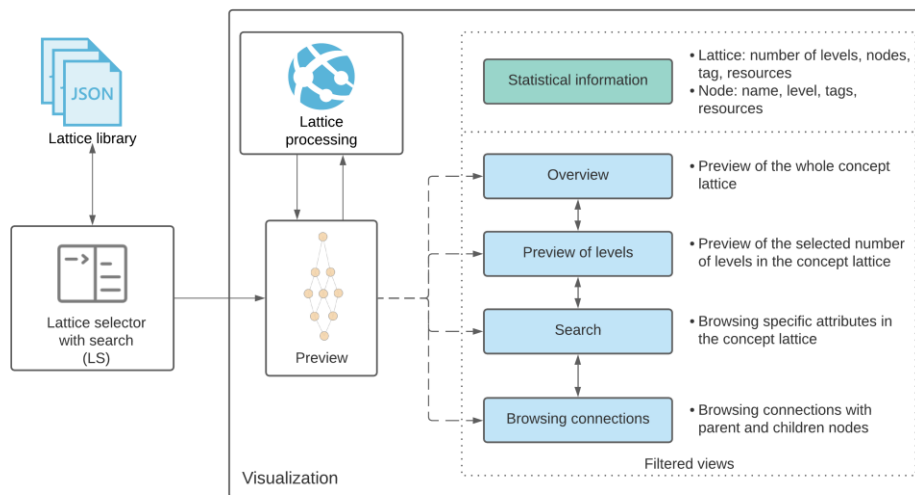 JSON
Lattice library
Lattice selector
with search
(LS)
Lattice
processing
Preview
Visualization
Statistical information
• Lattice: number of levels, nodes,
tag, resources
• Node: name, level, tags,
resources
Overview
• Preview of the whole concept
lattice
Preview of levels
• Preview of the selected number
of levels in the concept lattice
Search
• Browsing specific attributes in
the concept lattice
Browsing connections
• Browsing connections with
parent and children nodes
Filtered views